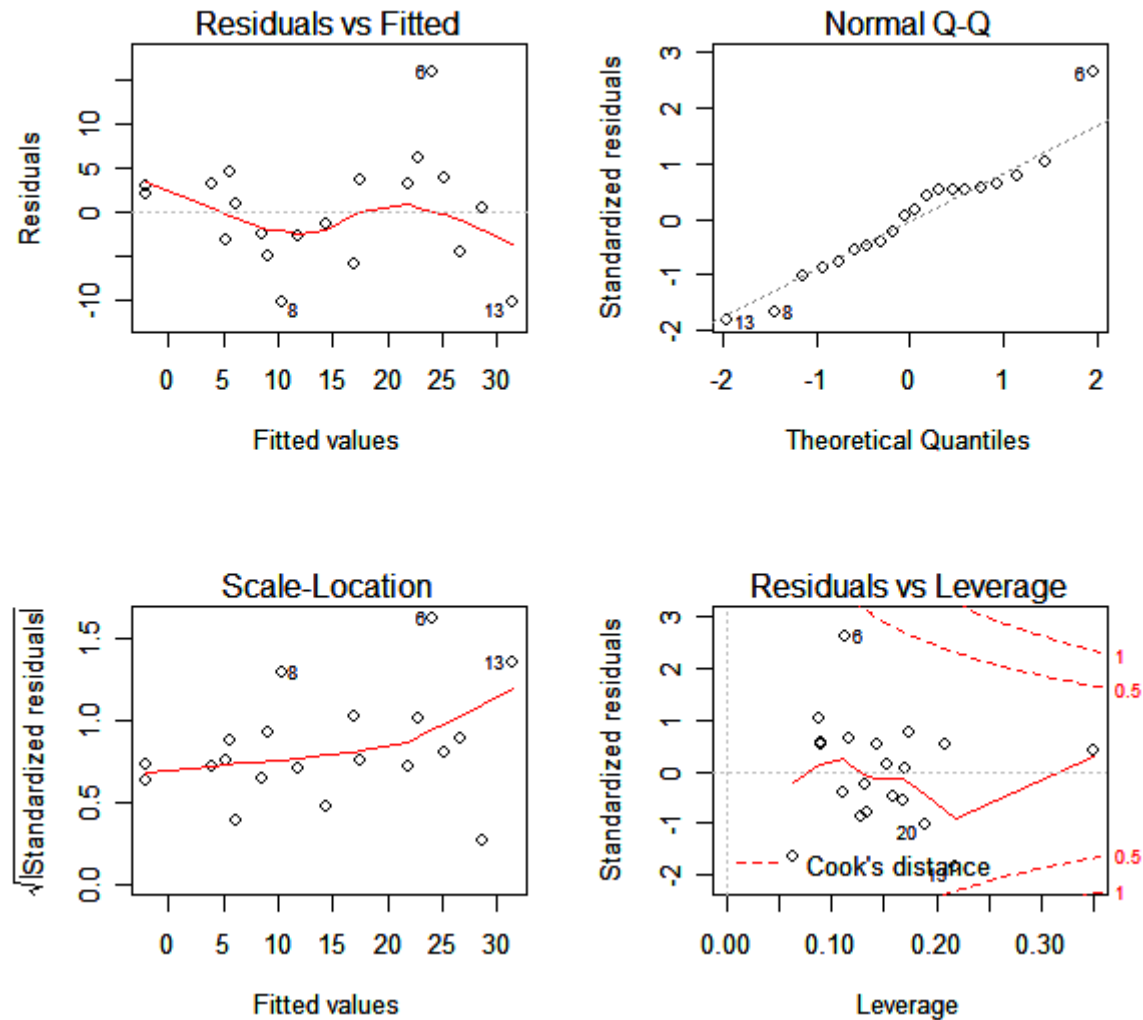 Residuals vs Fitted
Residuals
-10 0 5 10
0 5 10 15 20 25 30
Fitted values
6
8
13
Normal Q-Q
Standardized residuals
-2 -1 0 1 2 3
-2 -1 0 1 2
Theoretical Quantiles
6
13
8
Scale-Location
√|Standardized residuals|
0.0 0.5 1.0 1.5
0 5 10 15 20 25 30
Fitted values
6
8
13
Residuals vs Leverage
Standardized residuals
-2 -1 0 1 2 3
0.00 0.10 0.20 0.30
Leverage
6
20
13
Cook's distance
1
0.5
0.5
1